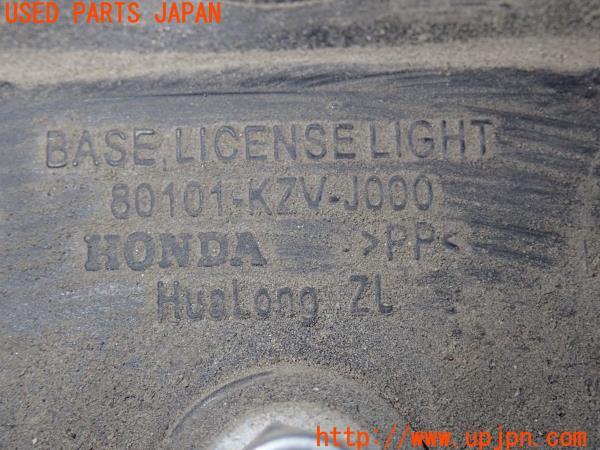 USED PARTS JAPAN
BASE, LICENSE LIGHT
80101-KZV-J000
HONDA >PP<
HuaLong ZL
http://www.upjpn.com